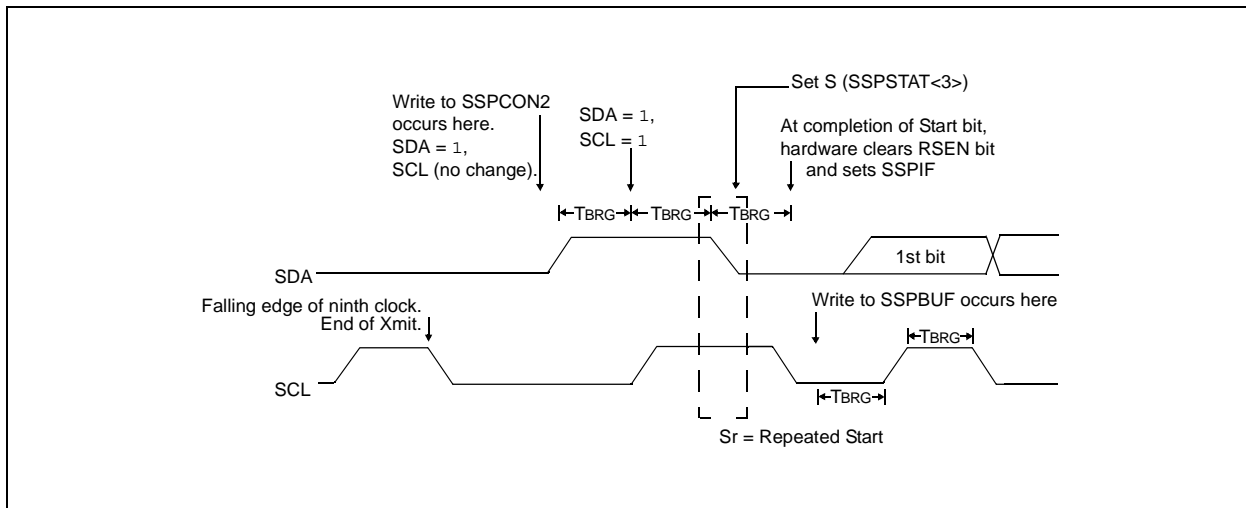 Set S (SSPSTAT<3>)
Write to SSPCON2
occurs here.
SDA = 1,
SCL (no change).
SDA = 1,
SCL = 1
At completion of Start bit,
hardware clears RSEN bit
and sets SSPIF
TBRG
TBRG
TBRG
SDA
1st bit
Falling edge of ninth clock.
End of Xmit.
Write to SSPBUF occurs here
TBRG
SCL
TBRG
Sr = Repeated Start